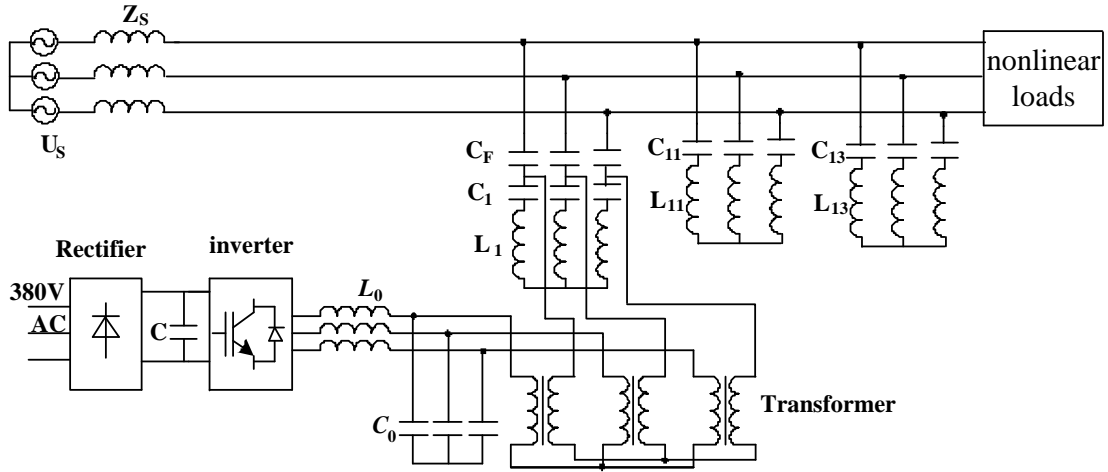 Z_S
U_S
nonlinear
loads
C_F
C_1
L_1
C_11
L_11
C_13
L_13
Rectifier
inverter
380V
AC
C
L_0
C_0
Transformer